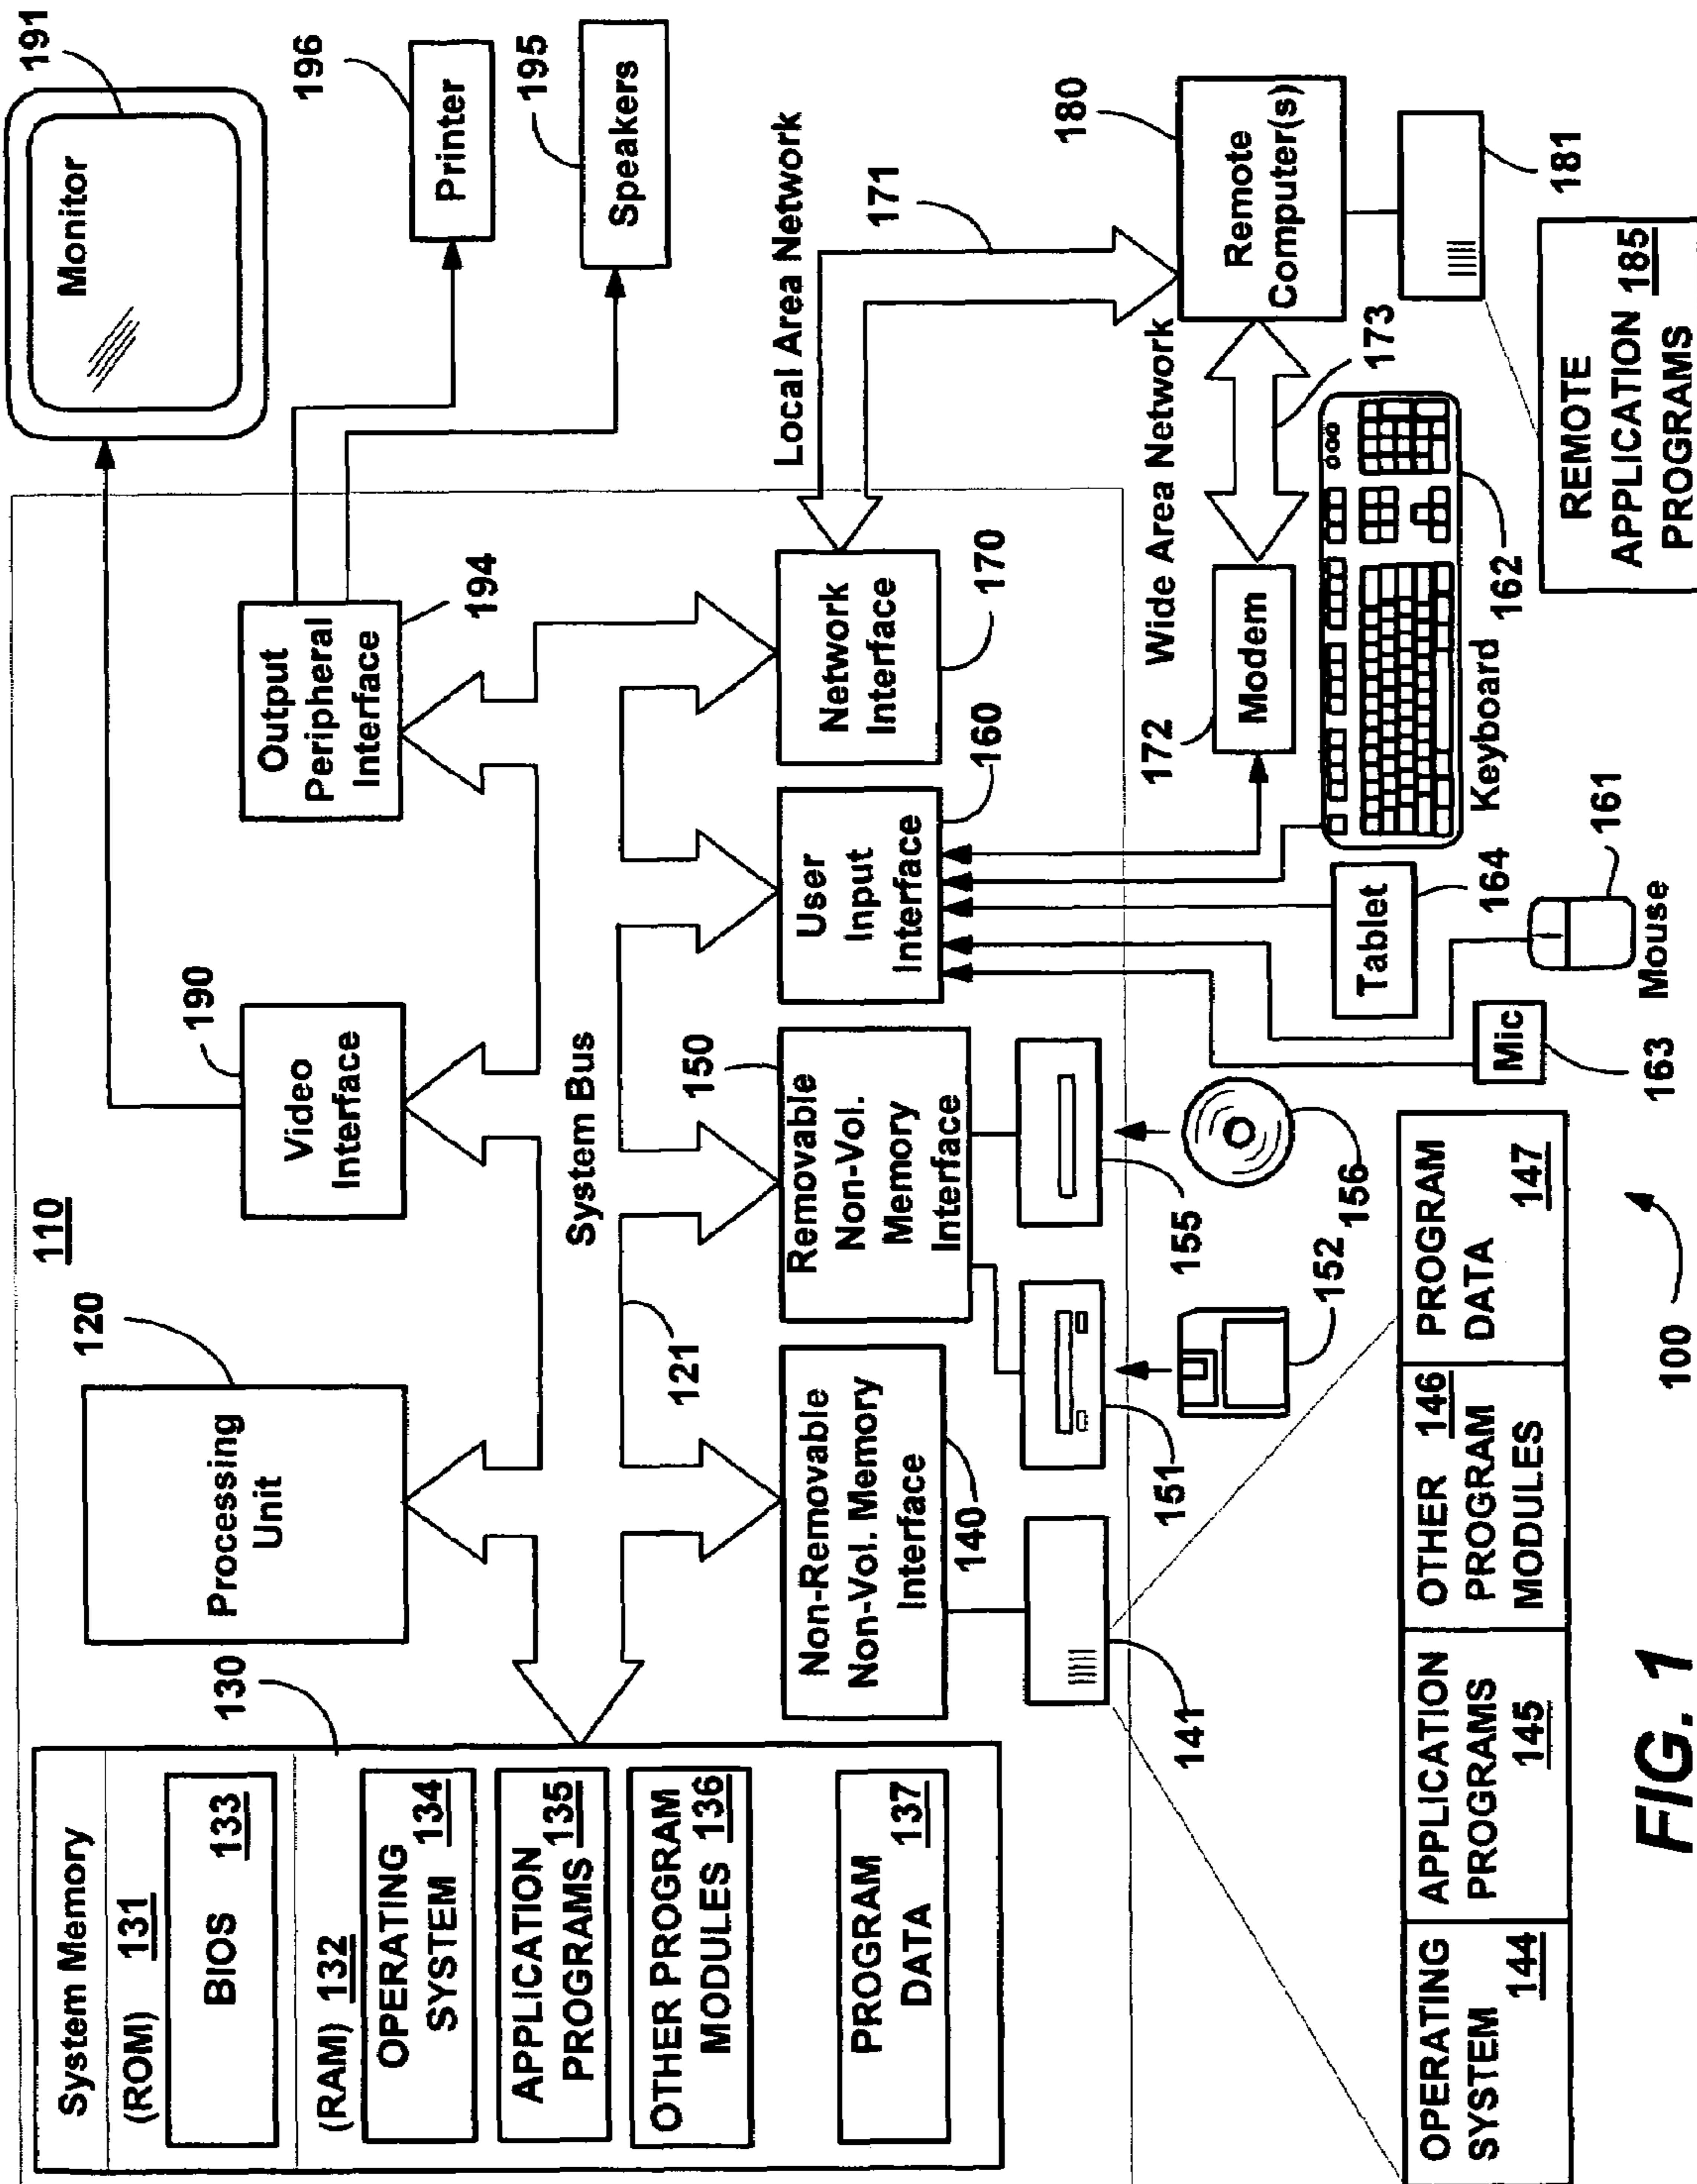 System Memory
(ROM) 131
BIOS 133
(RAM) 132
OPERATING
SYSTEM 134
APPLICATION
PROGRAMS 135
OTHER PROGRAM
MODULES 136
PROGRAM
DATA 137
130
Processing
Unit
120
110
Video
Interface
190
Output
Peripheral
Interface
194
Monitor
191
196
Printer
195
Speakers
System Bus
121
Non-Removable
Non-Vol. Memory
Interface
140
Removable
Non-Vol.
Memory
Interface
150
User
Input
Interface
160
Network
Interface
170
Local Area Network
171
141
151
152
155
156
172
Modem
Wide Area Network
173
180
Remote
Computer(s)
181
Keyboard
162
Tablet
164
Mic
163
Mouse
161
REMOTE
APPLICATION 185
PROGRAMS
OPERATING
SYSTEM
144
APPLICATION
PROGRAMS
145
OTHER 146
PROGRAM
MODULES
PROGRAM
DATA
147
100
FIG. 1